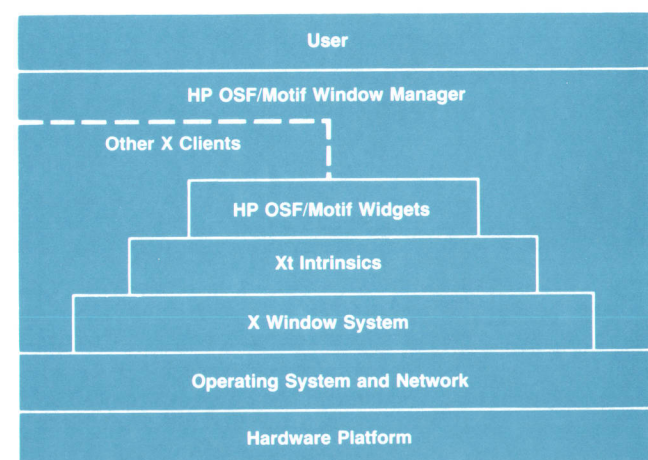 User
HP OSF/Motif Window Manager
Other X Clients
HP OSF/Motif Widgets
Xt Intrinsics
X Window System
Operating System and Network
Hardware Platform